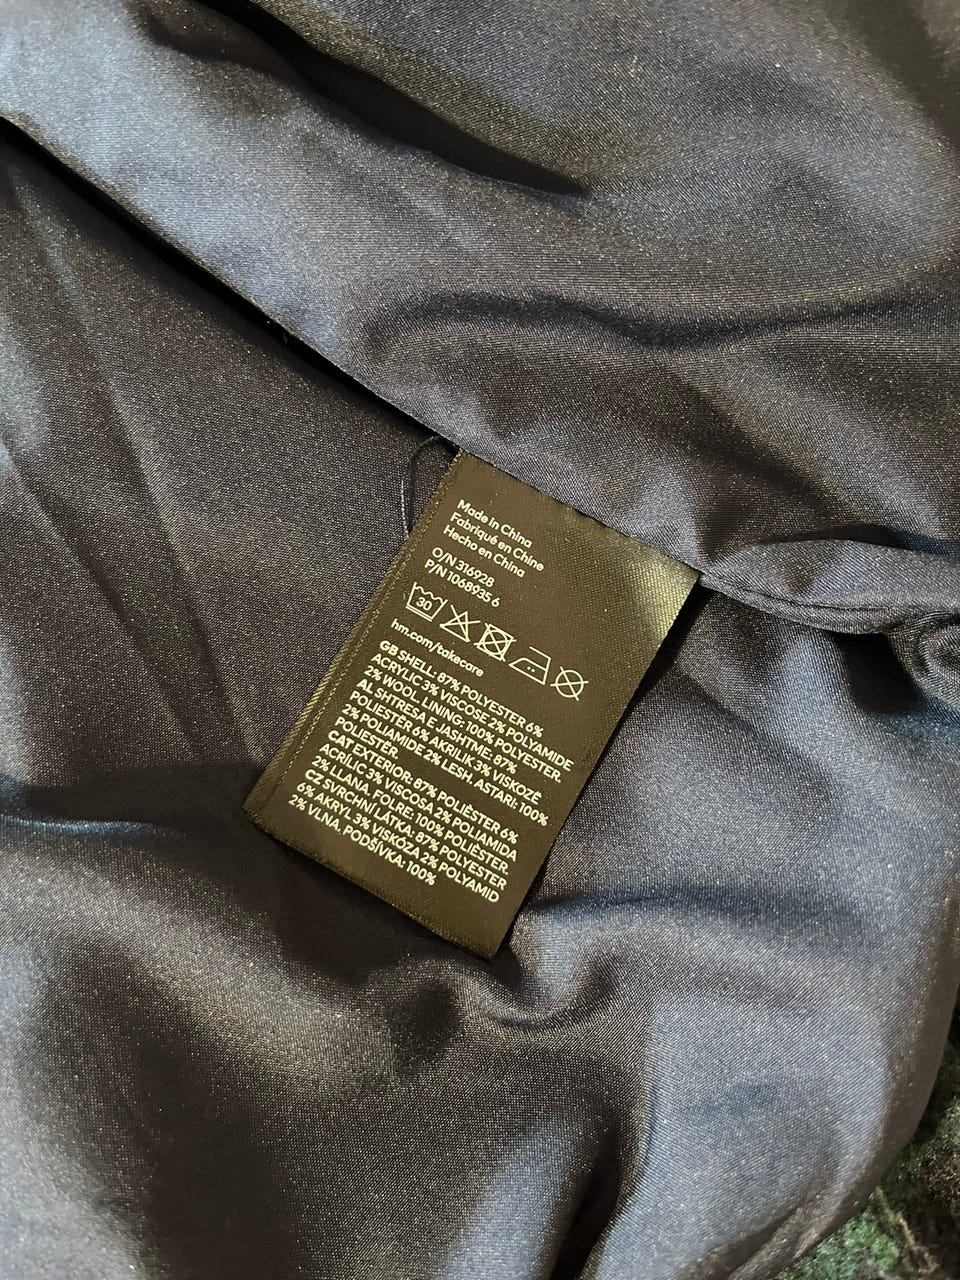 Made in China
Fabriqué en Chine
Hecho en China
O/N 316928
P/N 1068935 6
30
hm.com/takecare
GB SHELL: 87% POLYESTER 6%
ACRYLIC 3% VISCOSE 2% POLYAMIDE
2% WOOL. LINING: 100% POLYESTER.
AL SHTRESA E JASHTME: 87%
POLIESTËR 6% AKRILIK 3% VISKOZË
2% POLIAMIDE 2% LESH. ASTARI: 100%
POLIESTËR.
CAT EXTERIOR: 87% POLIÈSTER 6%
ACRÍLIC 3% VISCOSA 2% POLIAMIDA
2% LLANA. FOLRE: 100% POLIÈSTER.
CZ SVRCHNÍ LÁTKA: 87% POLYESTER
6% AKRYL 3% VISKÓZA 2% POLYAMID
2% VLNA. PODŠÍVKA: 100%